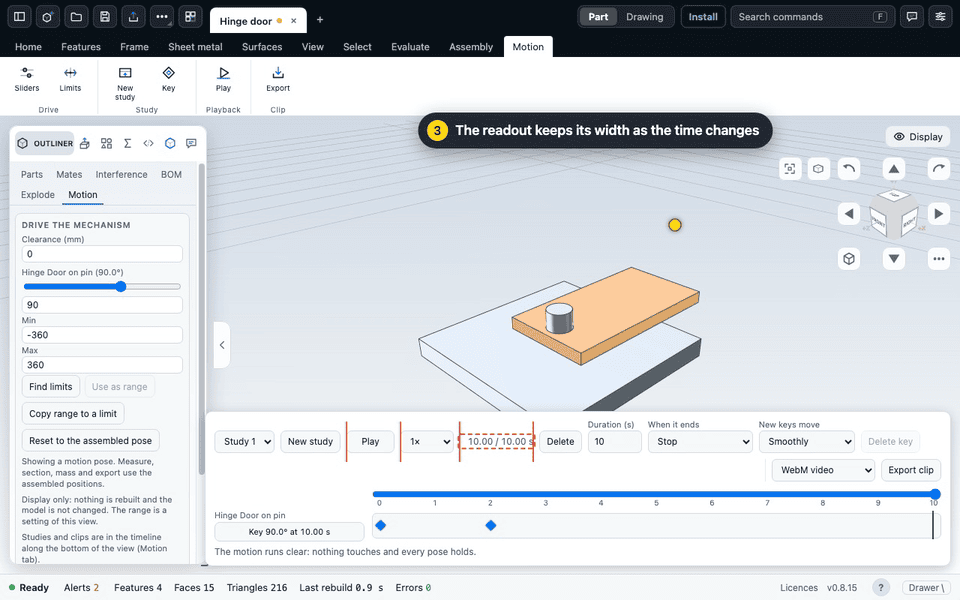 Hinge door
×
+
Part
Drawing
Install
Search commands
F
Home
Features
Frame
Sheet metal
Surfaces
View
Select
Evaluate
Assembly
Motion
Sliders
Limits
New study
Key
Play
Export
Drive
Study
Playback
Clip
3 The readout keeps its width as the time changes
Display
OUTLINER
Parts
Mates
Interference
BOM
Explode
Motion
DRIVE THE MECHANISM
Clearance (mm)
0
Hinge Door on pin (90.0°)
90
Min
-360
Max
360
Find limits
Use as range
Copy range to a limit
Reset to the assembled pose
Showing a motion pose. Measure,
section, mass and export use the
assembled positions.
Display only: nothing is rebuilt and the
model is not changed. The range is a
setting of this view.
Studies and clips are in the timeline
along the bottom of the view (Motion
tab).
Study 1
New study
Play
1×
10.00 / 10.00 s
Delete
Duration (s)
10
When it ends
Stop
New keys move
Smoothly
Delete key
WebM video
Export clip
0 1 2 3 4 5 6 7 8 9 10
Hinge Door on pin
Key 90.0° at 10.00 s
The motion runs clear: nothing touches and every pose holds.
Ready
Alerts 2
Features 4
Faces 15
Triangles 216
Last rebuild 0.9 s
Errors 0
Licences
v0.8.15
?
Drawer \